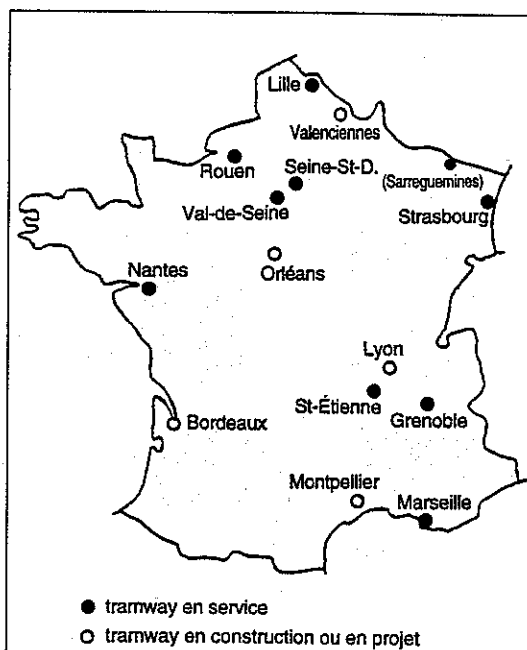 Lille
Valenciennes
Rouen
Seine-St-D.
(Sarreguemines)
Val-de-Seine
Strasbourg
Orléans
Nantes
Lyon
St-Étienne
Grenoble
Bordeaux
Montpellier
Marseille
tramway en service
tramway en construction ou en projet